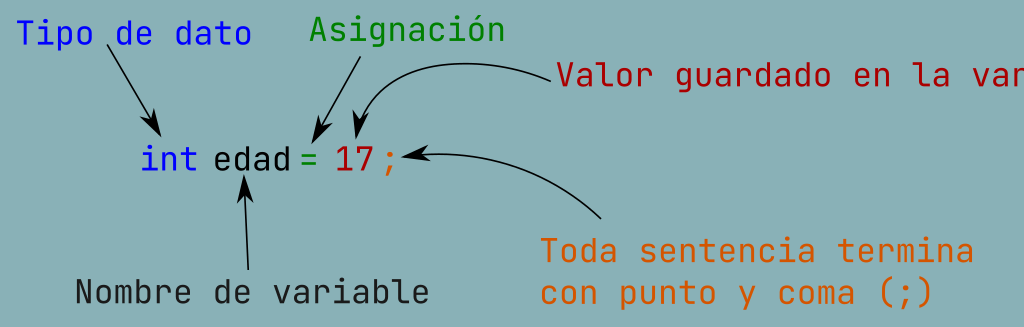 Tipo de dato
Asignación
Valor guardado en la var
int edad = 17;
Nombre de variable
Toda sentencia termina
con punto y coma (;)